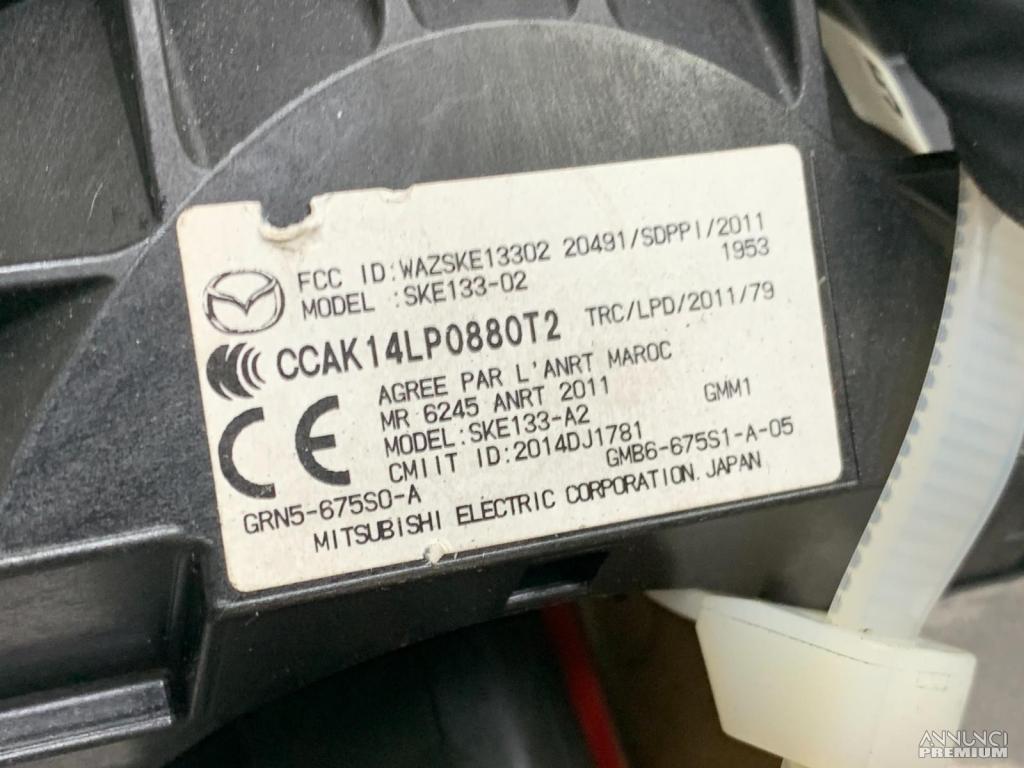 FCC ID:WAZSKE13302 20491/SDPPI/2011
MODEL :SKE133-02 1953
CCAK14LP0880T2 TRC/LPD/2011/79
AGREE PAR L'ANRT MAROC
MR 6245 ANRT 2011 GMM1
MODEL:SKE133-A2
CMIIT ID:2014DJ1781
GRN5-675S0-A GMB6-675S1-A-05
MITSUBISHI ELECTRIC CORPORATION.JAPAN
CE
ANNUNCI
PREMIUM